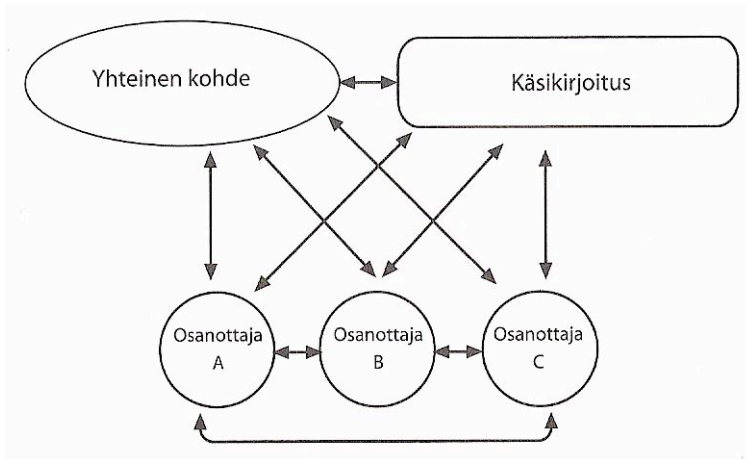 Yhteinen kohde
Käsikirjoitus
Osanottaja
A
Osanottaja
B
Osanottaja
C